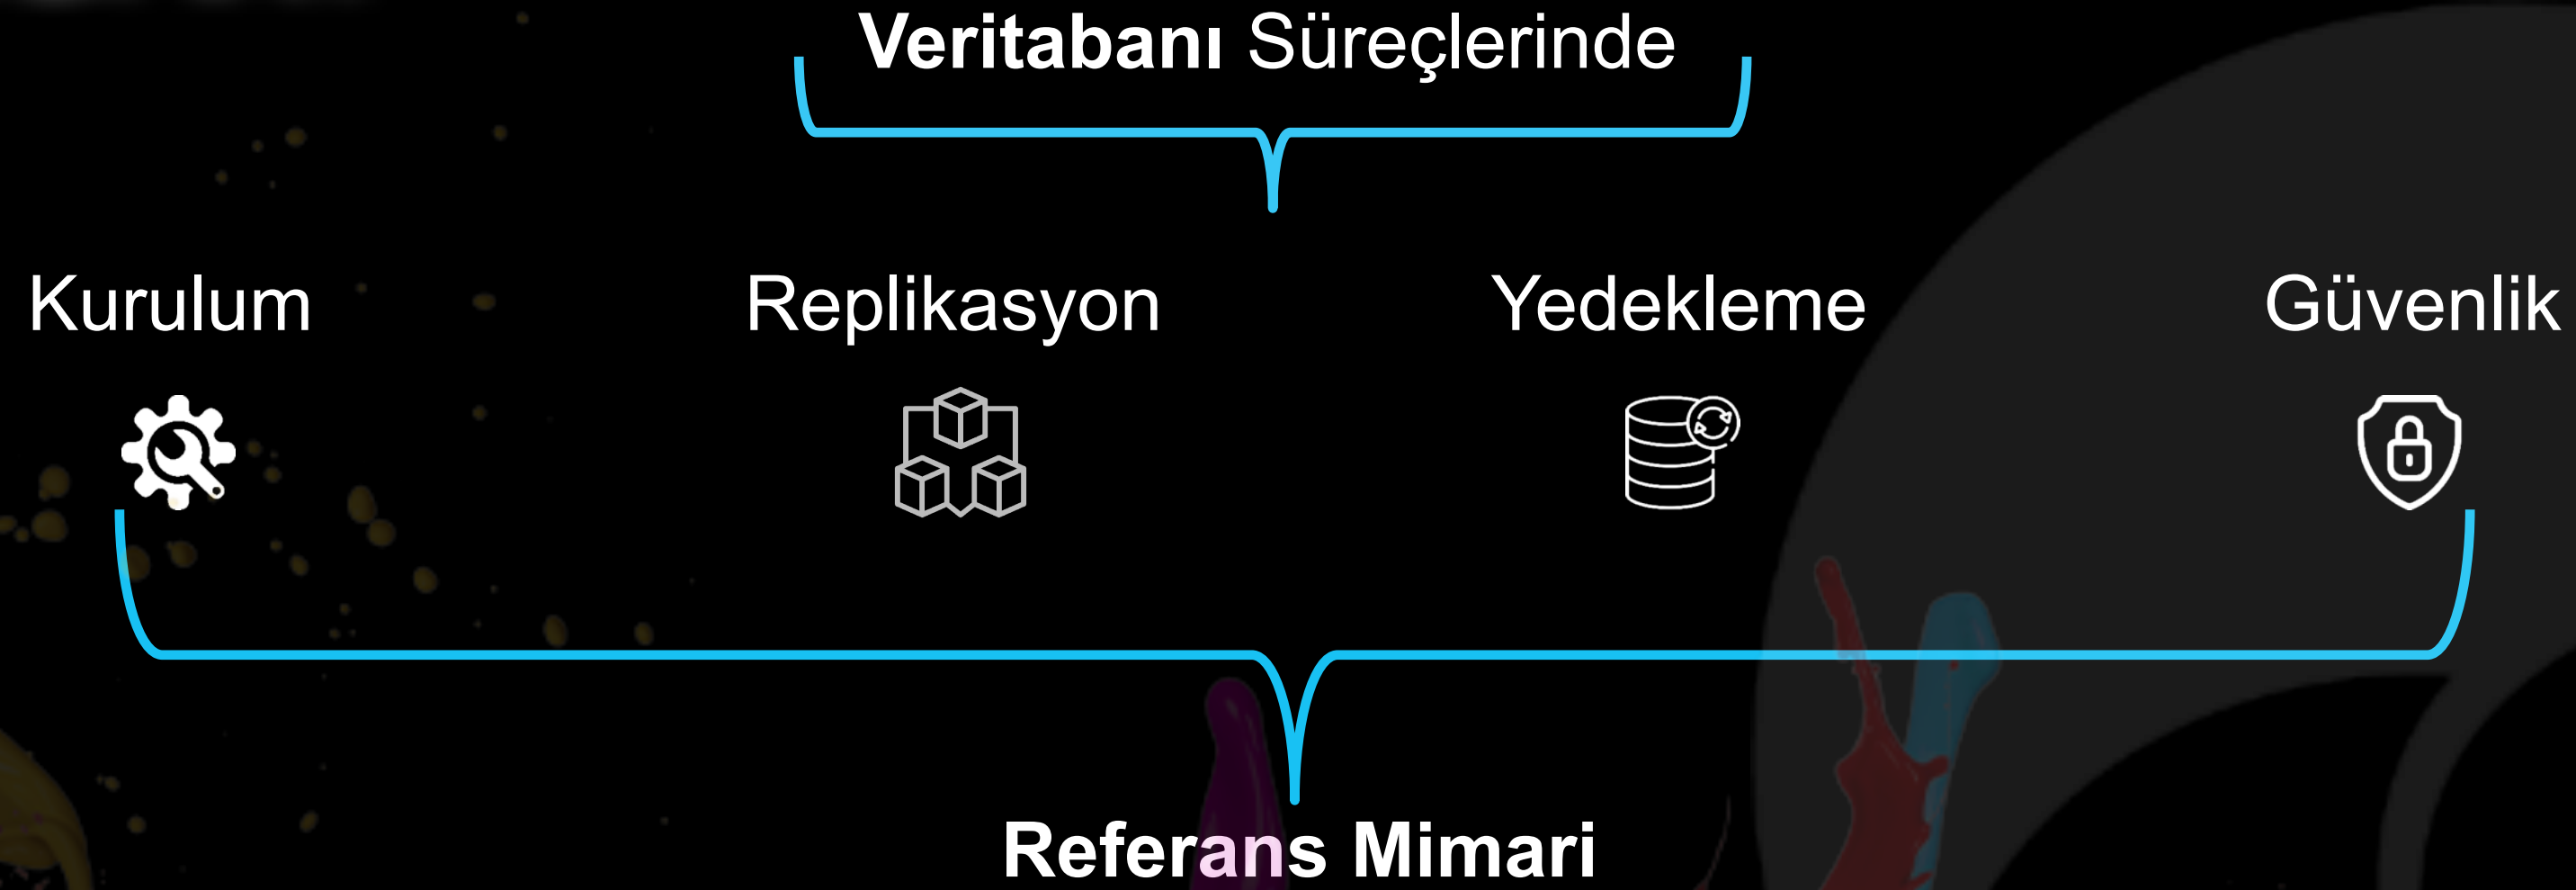 Veritabanı Süreçlerinde
Kurulum
Replikasyon
Yedekleme
Güvenlik
Referans Mimari